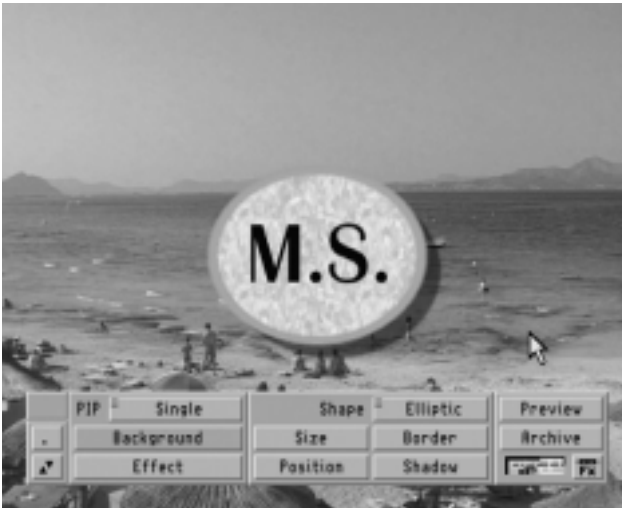 M.S.
PIP Single Shape Elliptic Preview
Background Size Border Archive
Effect Position Shadow FX